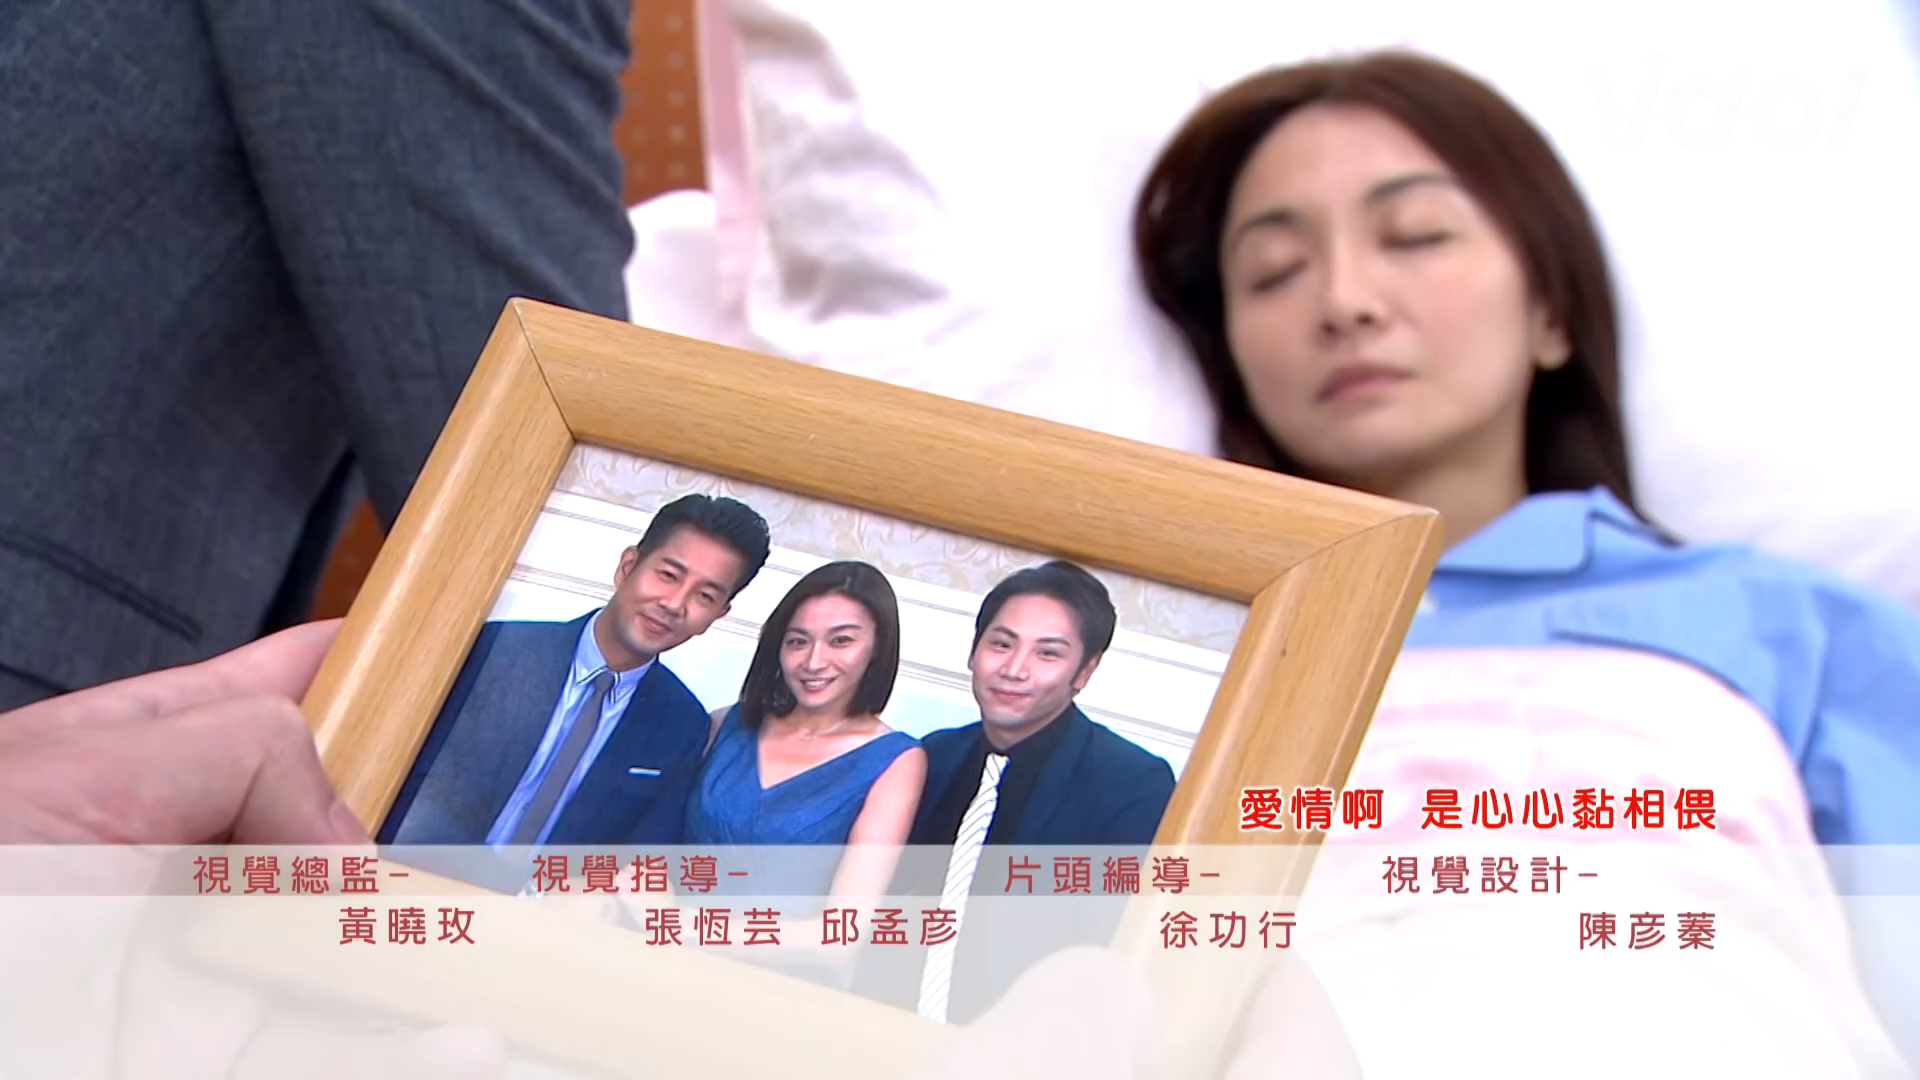 Vidol
愛情啊 是心心黏相偎
視覺總監– 視覺指導– 片頭編導– 視覺設計–
黃曉玫 張恆芸 邱孟彥 徐功行 陳彥蓁